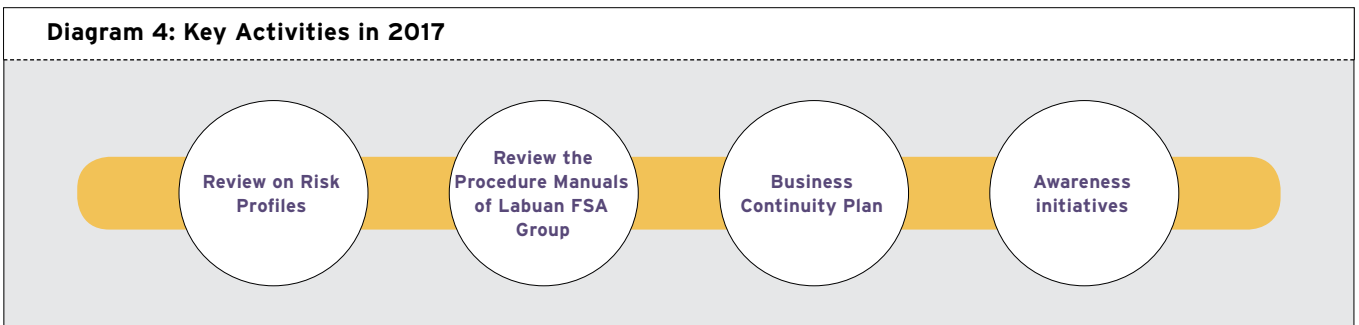 Diagram 4: Key Activities in 2017
Review on Risk
Profiles
Review the
Procedure Manuals
of Labuan FSA
Group
Business
Continuity Plan
Awareness
initiatives